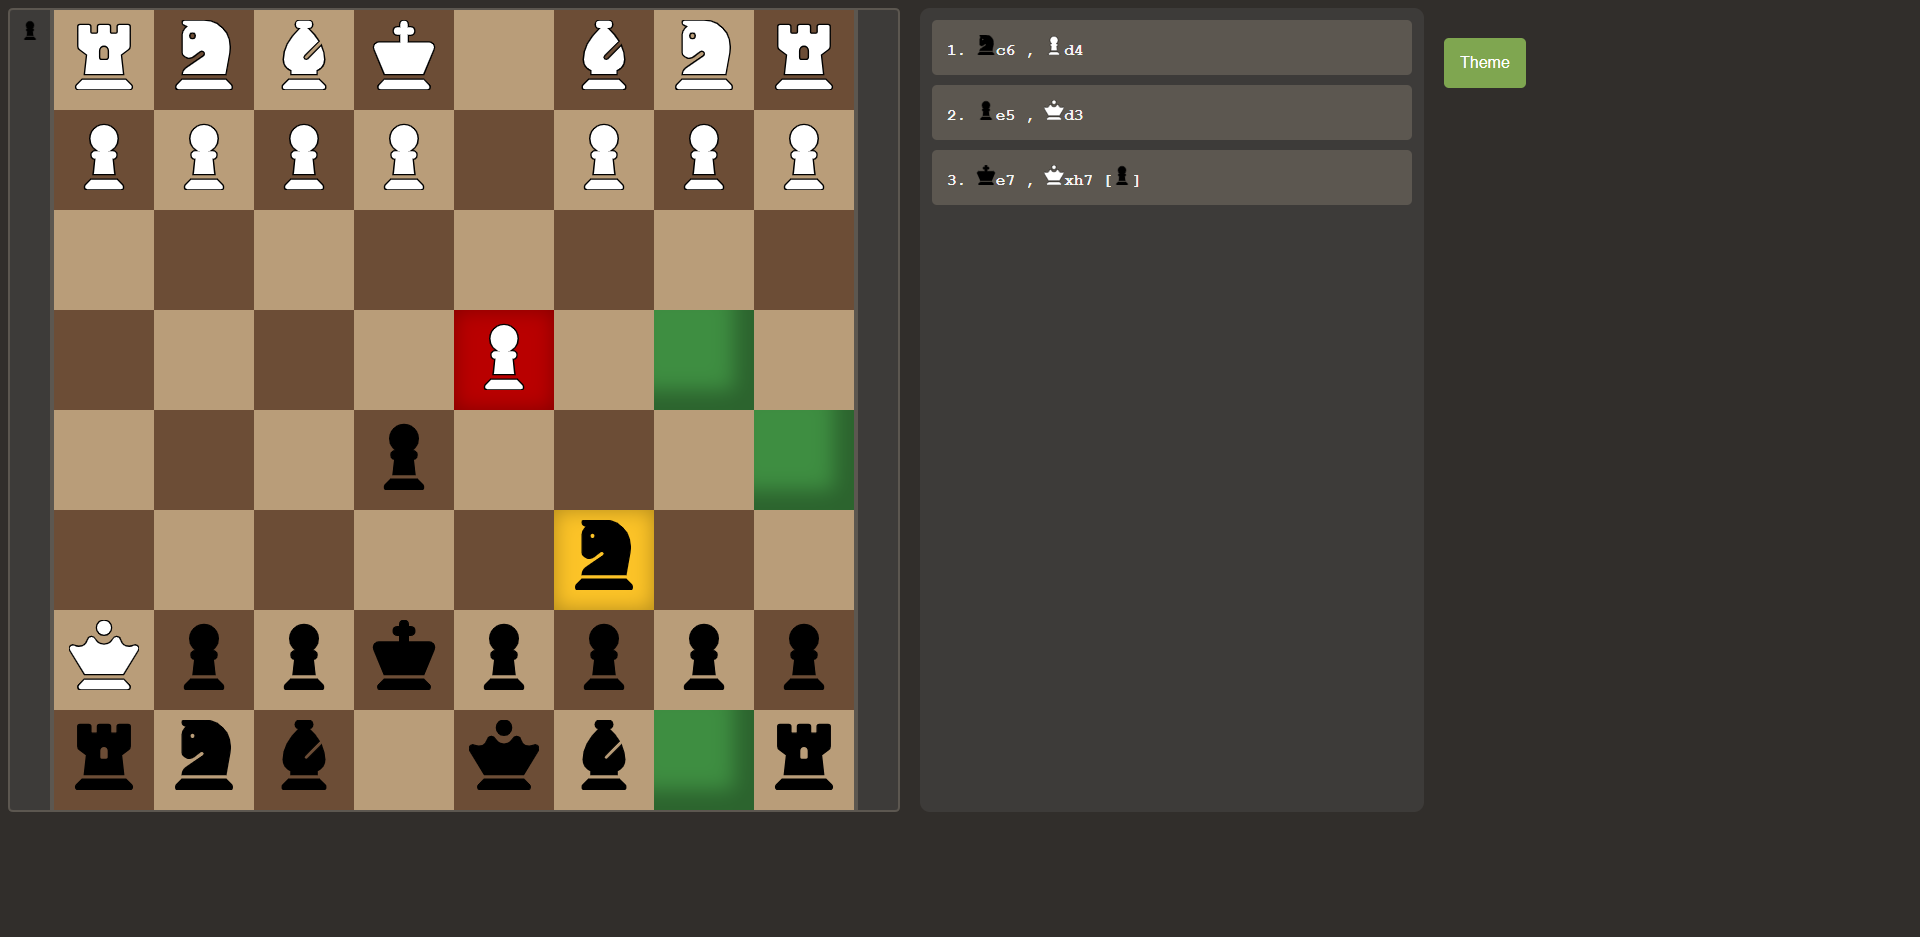 1. ♞c6 , ♙d4
2. ♟e5 , ♕d3
3. ♚e7 , ♕xh7 [♟]
Theme